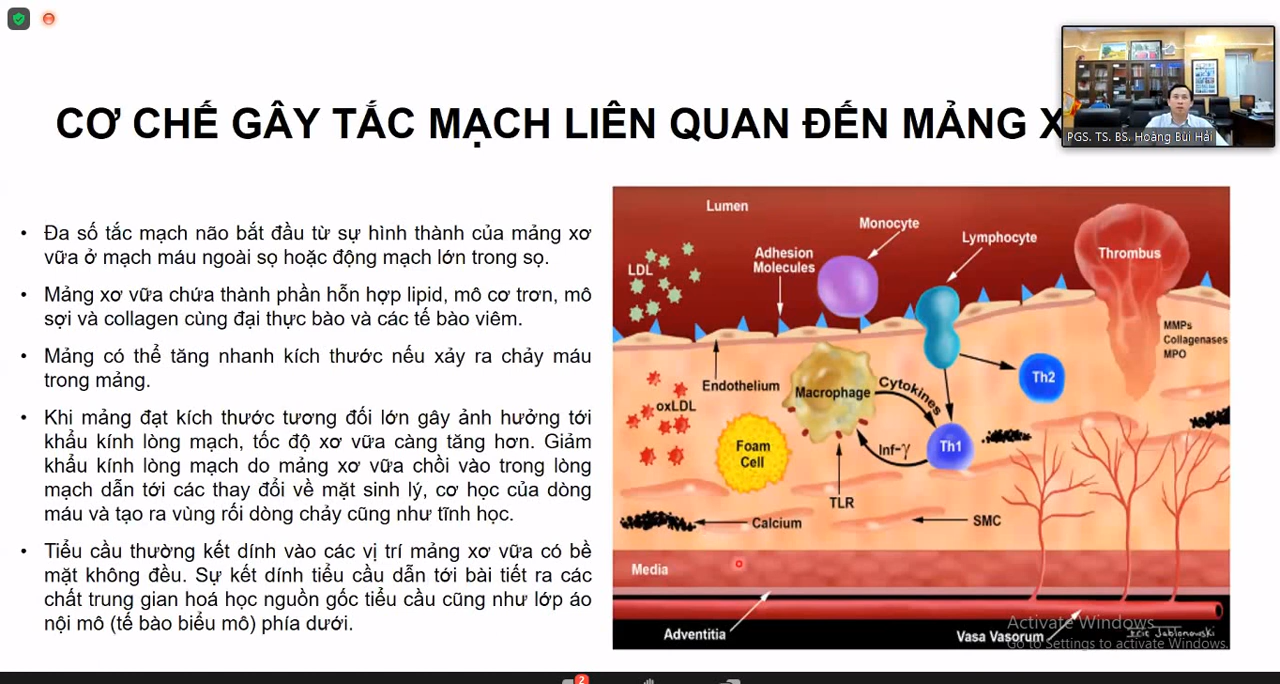 CƠ CHẾ GÂY TẮC MẠCH LIÊN QUAN ĐẾN MẢNG X
PGS. TS. BS. Hoàng Bùi Hải
• Đa số tắc mạch não bắt đầu từ sự hình thành của mảng xơ
vữa ở mạch máu ngoài sọ hoặc động mạch lớn trong sọ.
• Mảng xơ vữa chứa thành phần hỗn hợp lipid, mô cơ trơn, mô
sợi và collagen cùng đại thực bào và các tế bào viêm.
• Mảng có thể tăng nhanh kích thước nếu xảy ra chảy máu
trong mảng.
• Khi mảng đạt kích thước tương đối lớn gây ảnh hưởng tới
khẩu kính lòng mạch, tốc độ xơ vữa càng tăng hơn. Giảm
khẩu kính lòng mạch do mảng xơ vữa chồi vào trong lòng
mạch dẫn tới các thay đổi về mặt sinh lý, cơ học của dòng
máu và tạo ra vùng rối dòng chảy cũng như tĩnh học.
• Tiểu cầu thường kết dính vào các vị trí mảng xơ vữa có bề
mặt không đều. Sự kết dính tiểu cầu dẫn tới bài tiết ra các
chất trung gian hoá học nguồn gốc tiểu cầu cũng như lớp áo
nội mô (tế bào biểu mô) phía dưới.
Lumen
Monocyte
Lymphocyte
Thrombus
Adhesion
Molecules
LDL
MMPs
Collagenases
MPO
Endothelium
Macrophage
Cytokines
Th2
oxLDL
Foam
Cell
Inf-γ
Th1
TLR
Calcium
SMC
Media
Adventitia
Vasa Vasorum
Eric Jablonowski
Activate Windows
Go to Settings to activate Windows.
2